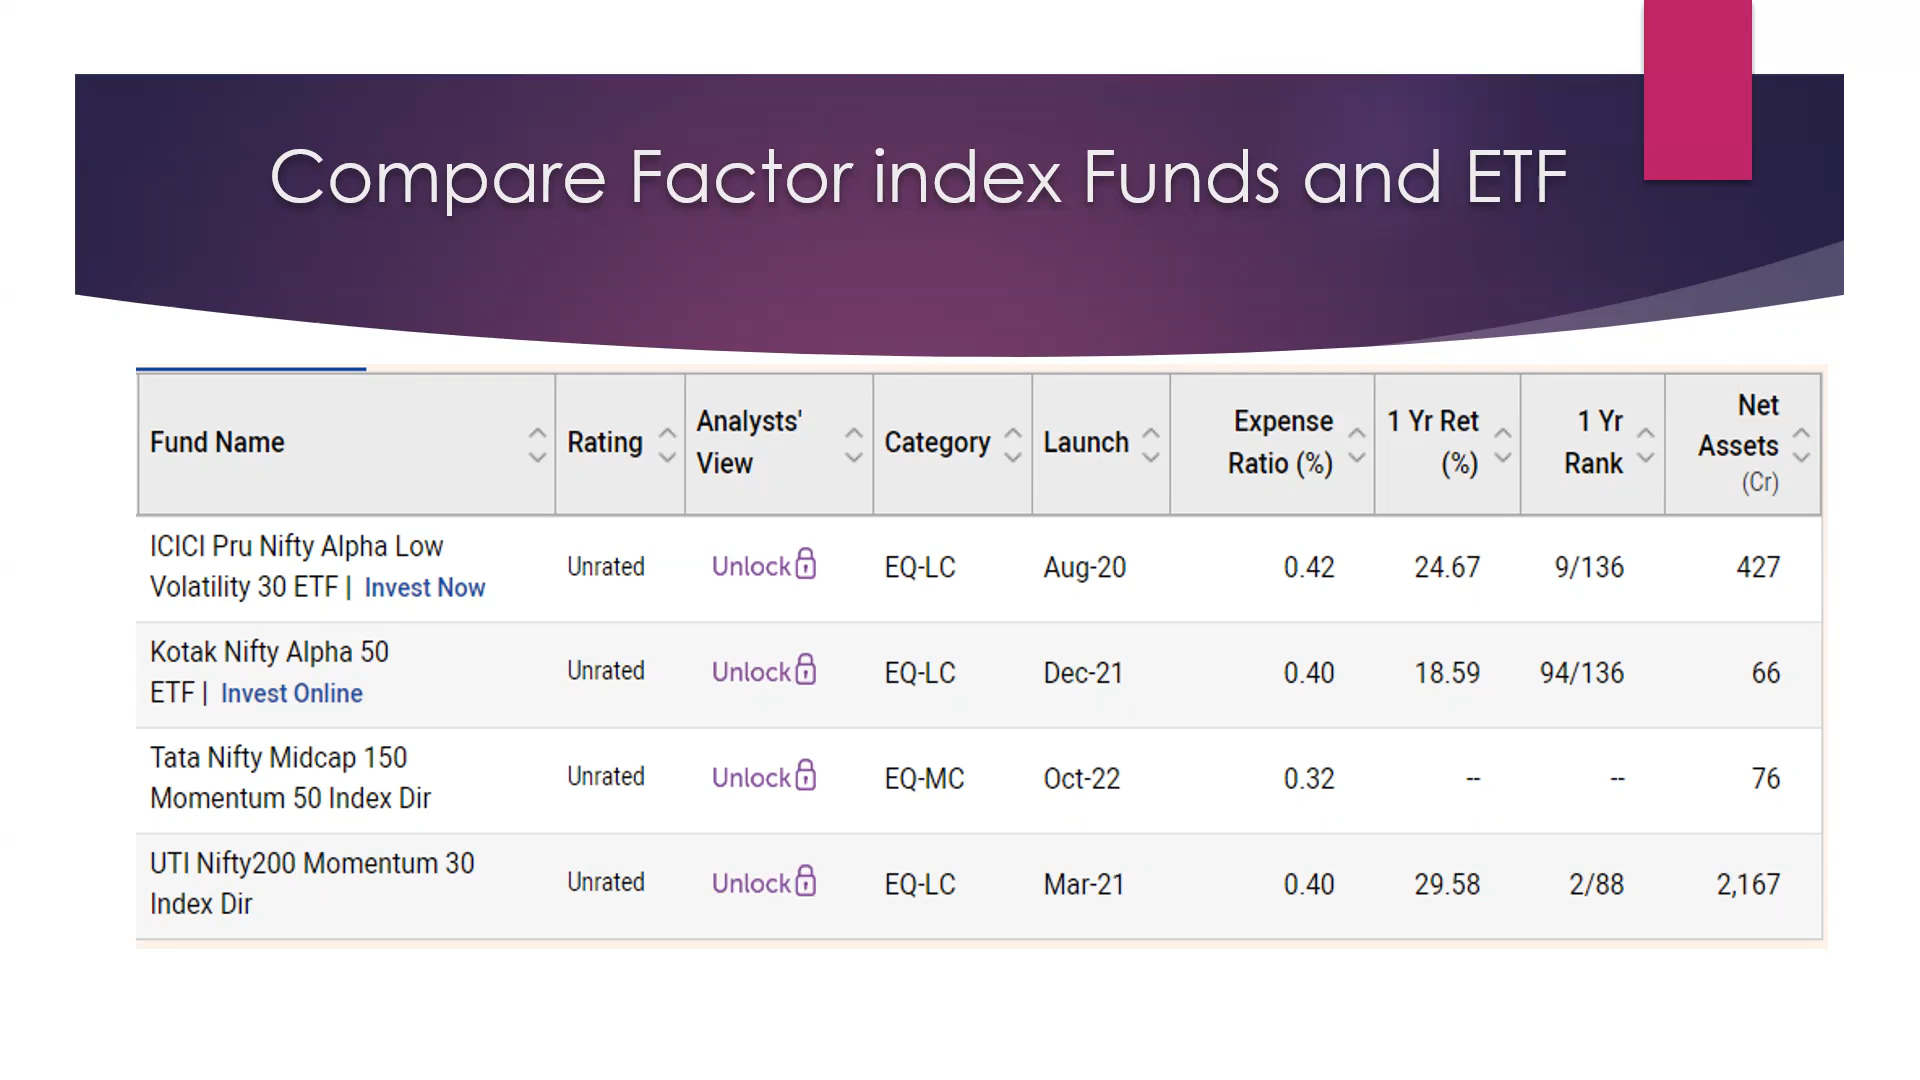 Compare Factor index Funds and ETF
Fund Name Rating Analysts' View Category Launch Expense Ratio (%) 1 Yr Ret (%) 1 Yr Rank Net Assets (Cr)
ICICI Pru Nifty Alpha Low
Volatility 30 ETF | Invest Now Unrated Unlock EQ-LC Aug-20 0.42 24.67 9/136 427
Kotak Nifty Alpha 50
ETF | Invest Online Unrated Unlock EQ-LC Dec-21 0.40 18.59 94/136 66
Tata Nifty Midcap 150
Momentum 50 Index Dir Unrated Unlock EQ-MC Oct-22 0.32 -- -- 76
UTI Nifty200 Momentum 30
Index Dir Unrated Unlock EQ-LC Mar-21 0.40 29.58 2/88 2,167